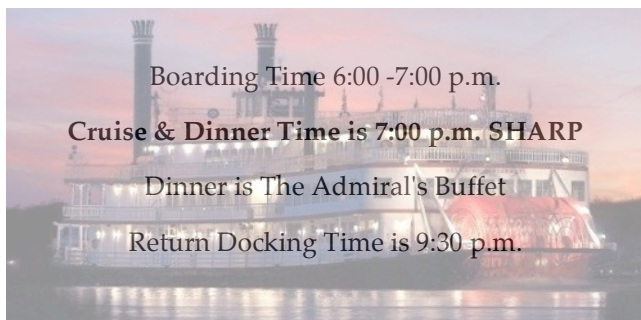 Boarding Time 6:00 -7:00 p.m.
Cruise & Dinner Time is 7:00 p.m. SHARP
Dinner is The Admiral's Buffet
Return Docking Time is 9:30 p.m.